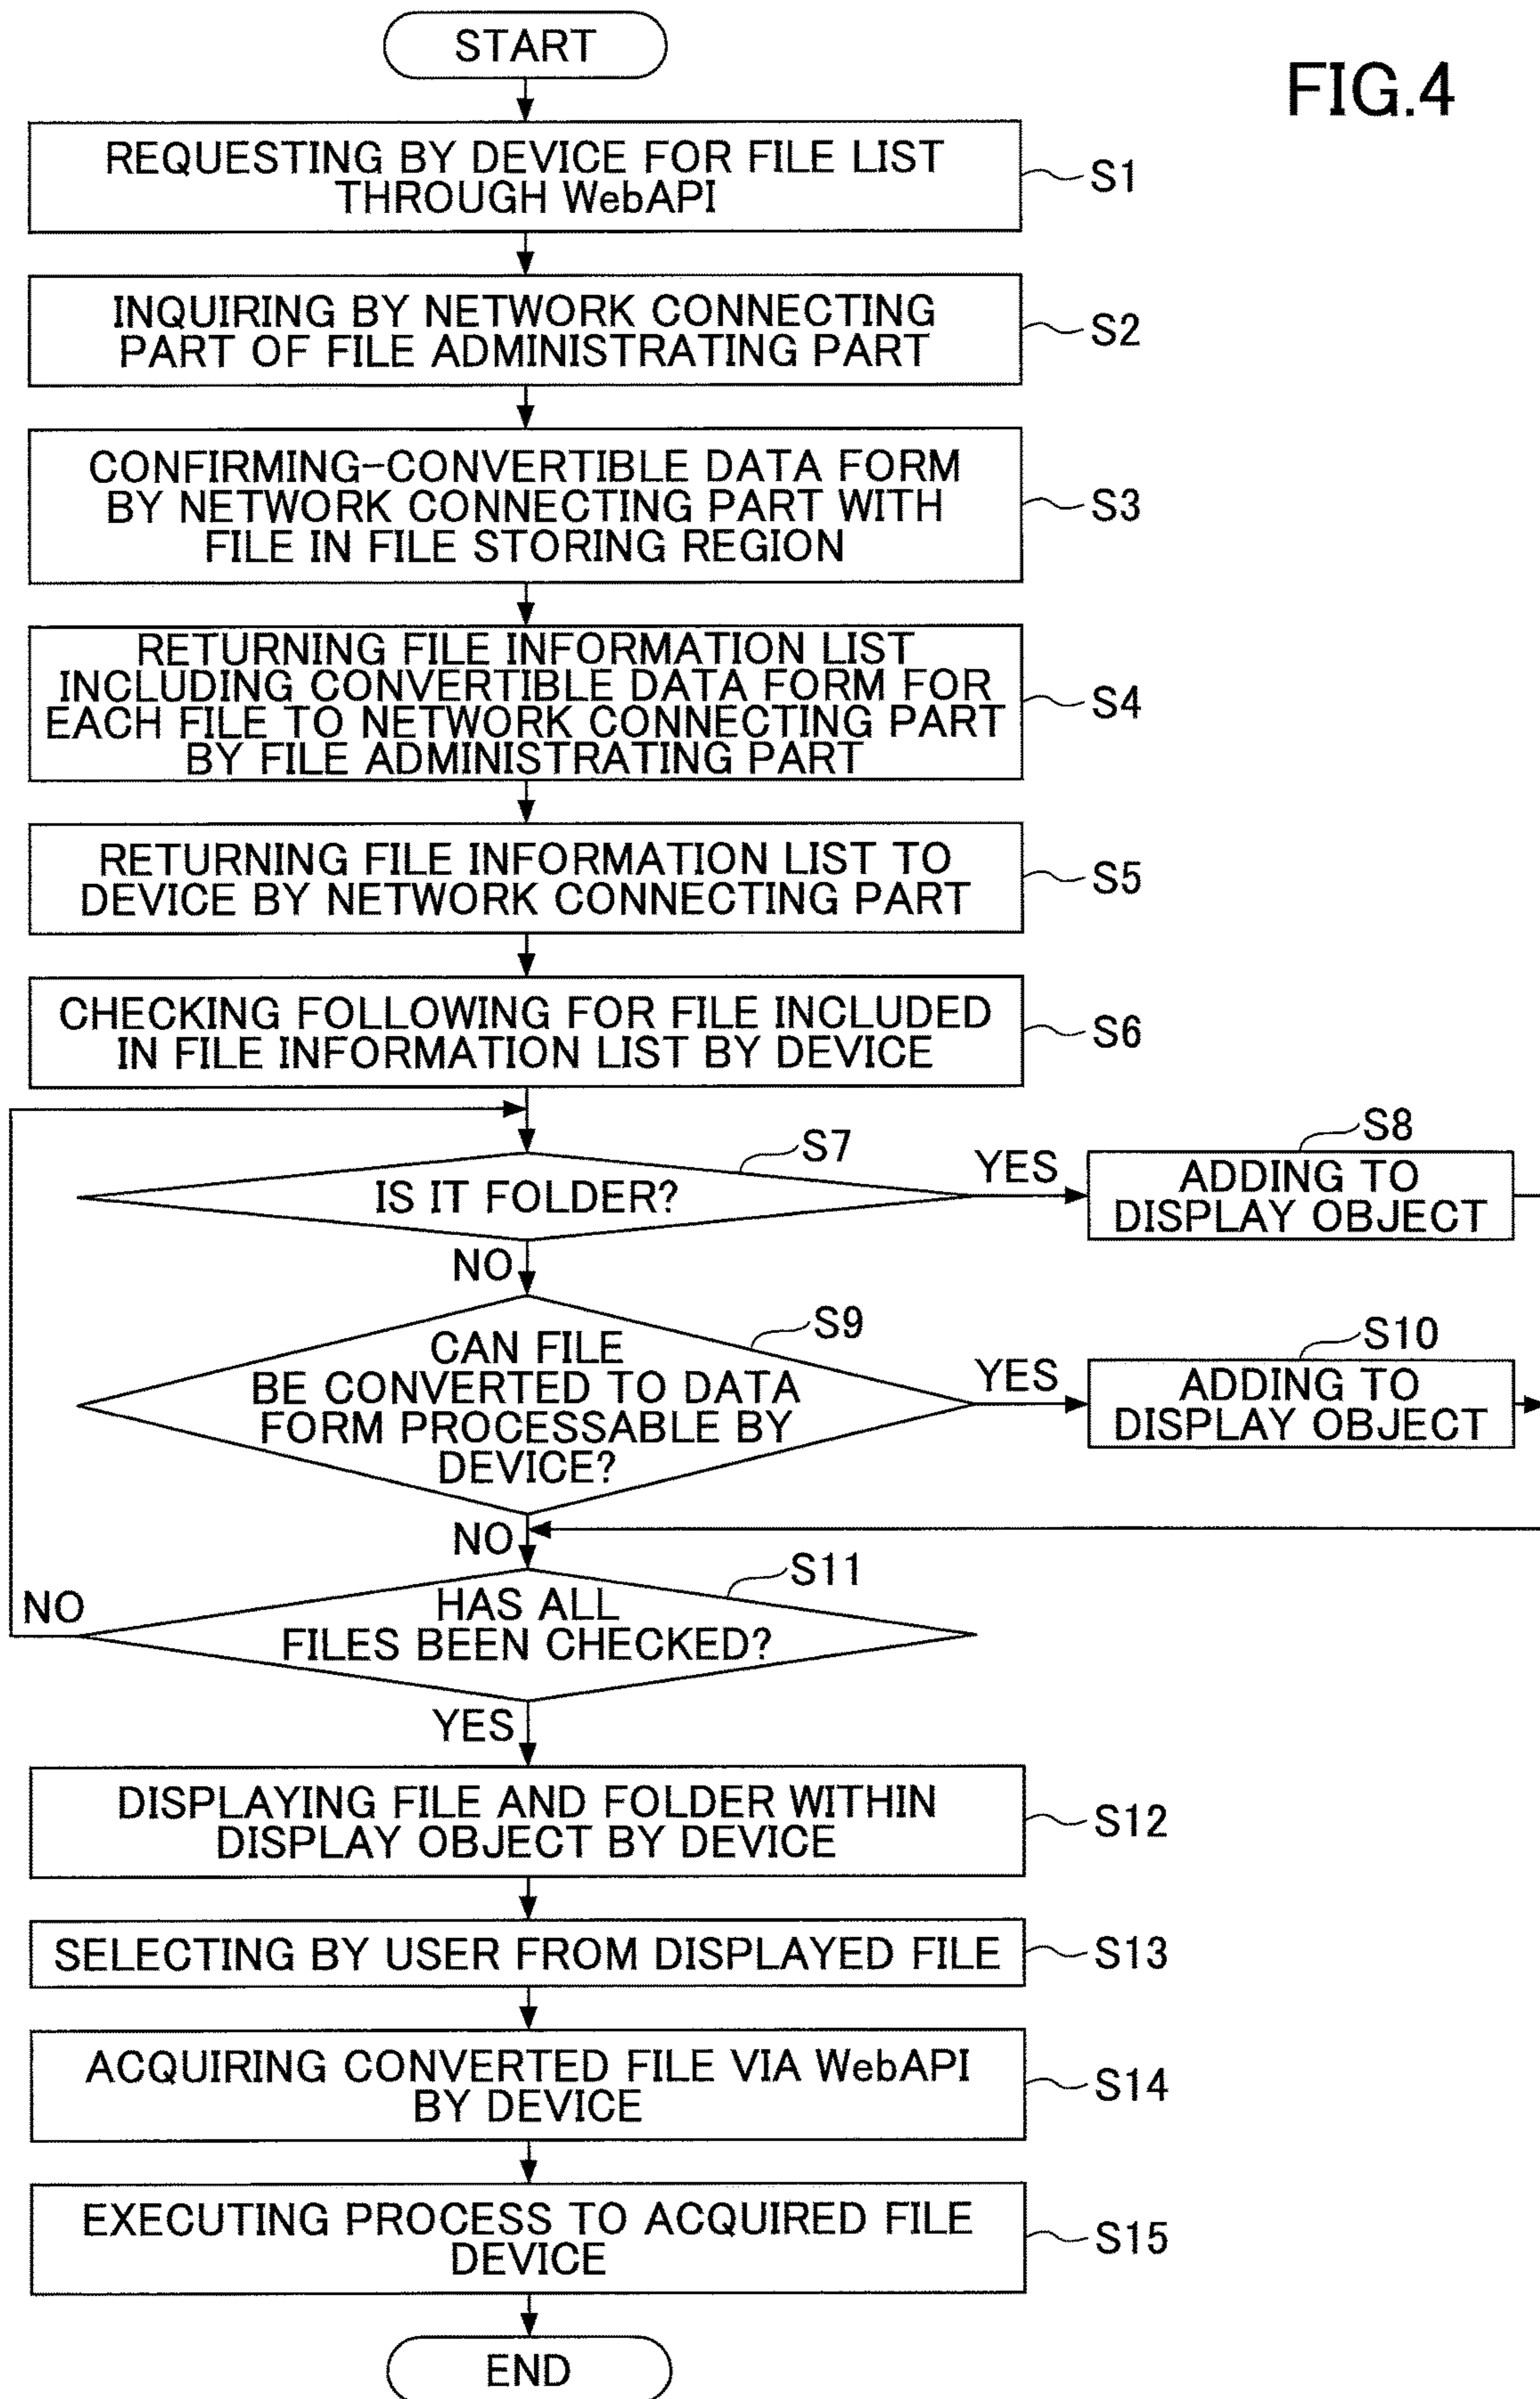 START
FIG.4
REQUESTING BY DEVICE FOR FILE LIST
THROUGH WebAPI
S1
INQUIRING BY NETWORK CONNECTING
PART OF FILE ADMINISTRATING PART
S2
CONFIRMING-CONVERTIBLE DATA FORM
BY NETWORK CONNECTING PART WITH
FILE IN FILE STORING REGION
S3
RETURNING FILE INFORMATION LIST
INCLUDING CONVERTIBLE DATA FORM FOR
EACH FILE TO NETWORK CONNECTING PART
BY FILE ADMINISTRATING PART
S4
RETURNING FILE INFORMATION LIST TO
DEVICE BY NETWORK CONNECTING PART
S5
CHECKING FOLLOWING FOR FILE INCLUDED
IN FILE INFORMATION LIST BY DEVICE
S6
S7
IS IT FOLDER?
YES
S8
ADDING TO
DISPLAY OBJECT
NO
S9
CAN FILE
BE CONVERTED TO DATA
FORM PROCESSABLE BY
DEVICE?
YES
S10
ADDING TO
DISPLAY OBJECT
NO
S11
HAS ALL
FILES BEEN CHECKED?
NO
YES
DISPLAYING FILE AND FOLDER WITHIN
DISPLAY OBJECT BY DEVICE
S12
SELECTING BY USER FROM DISPLAYED FILE
S13
ACQUIRING CONVERTED FILE VIA WebAPI
BY DEVICE
S14
EXECUTING PROCESS TO ACQUIRED FILE
DEVICE
S15
END